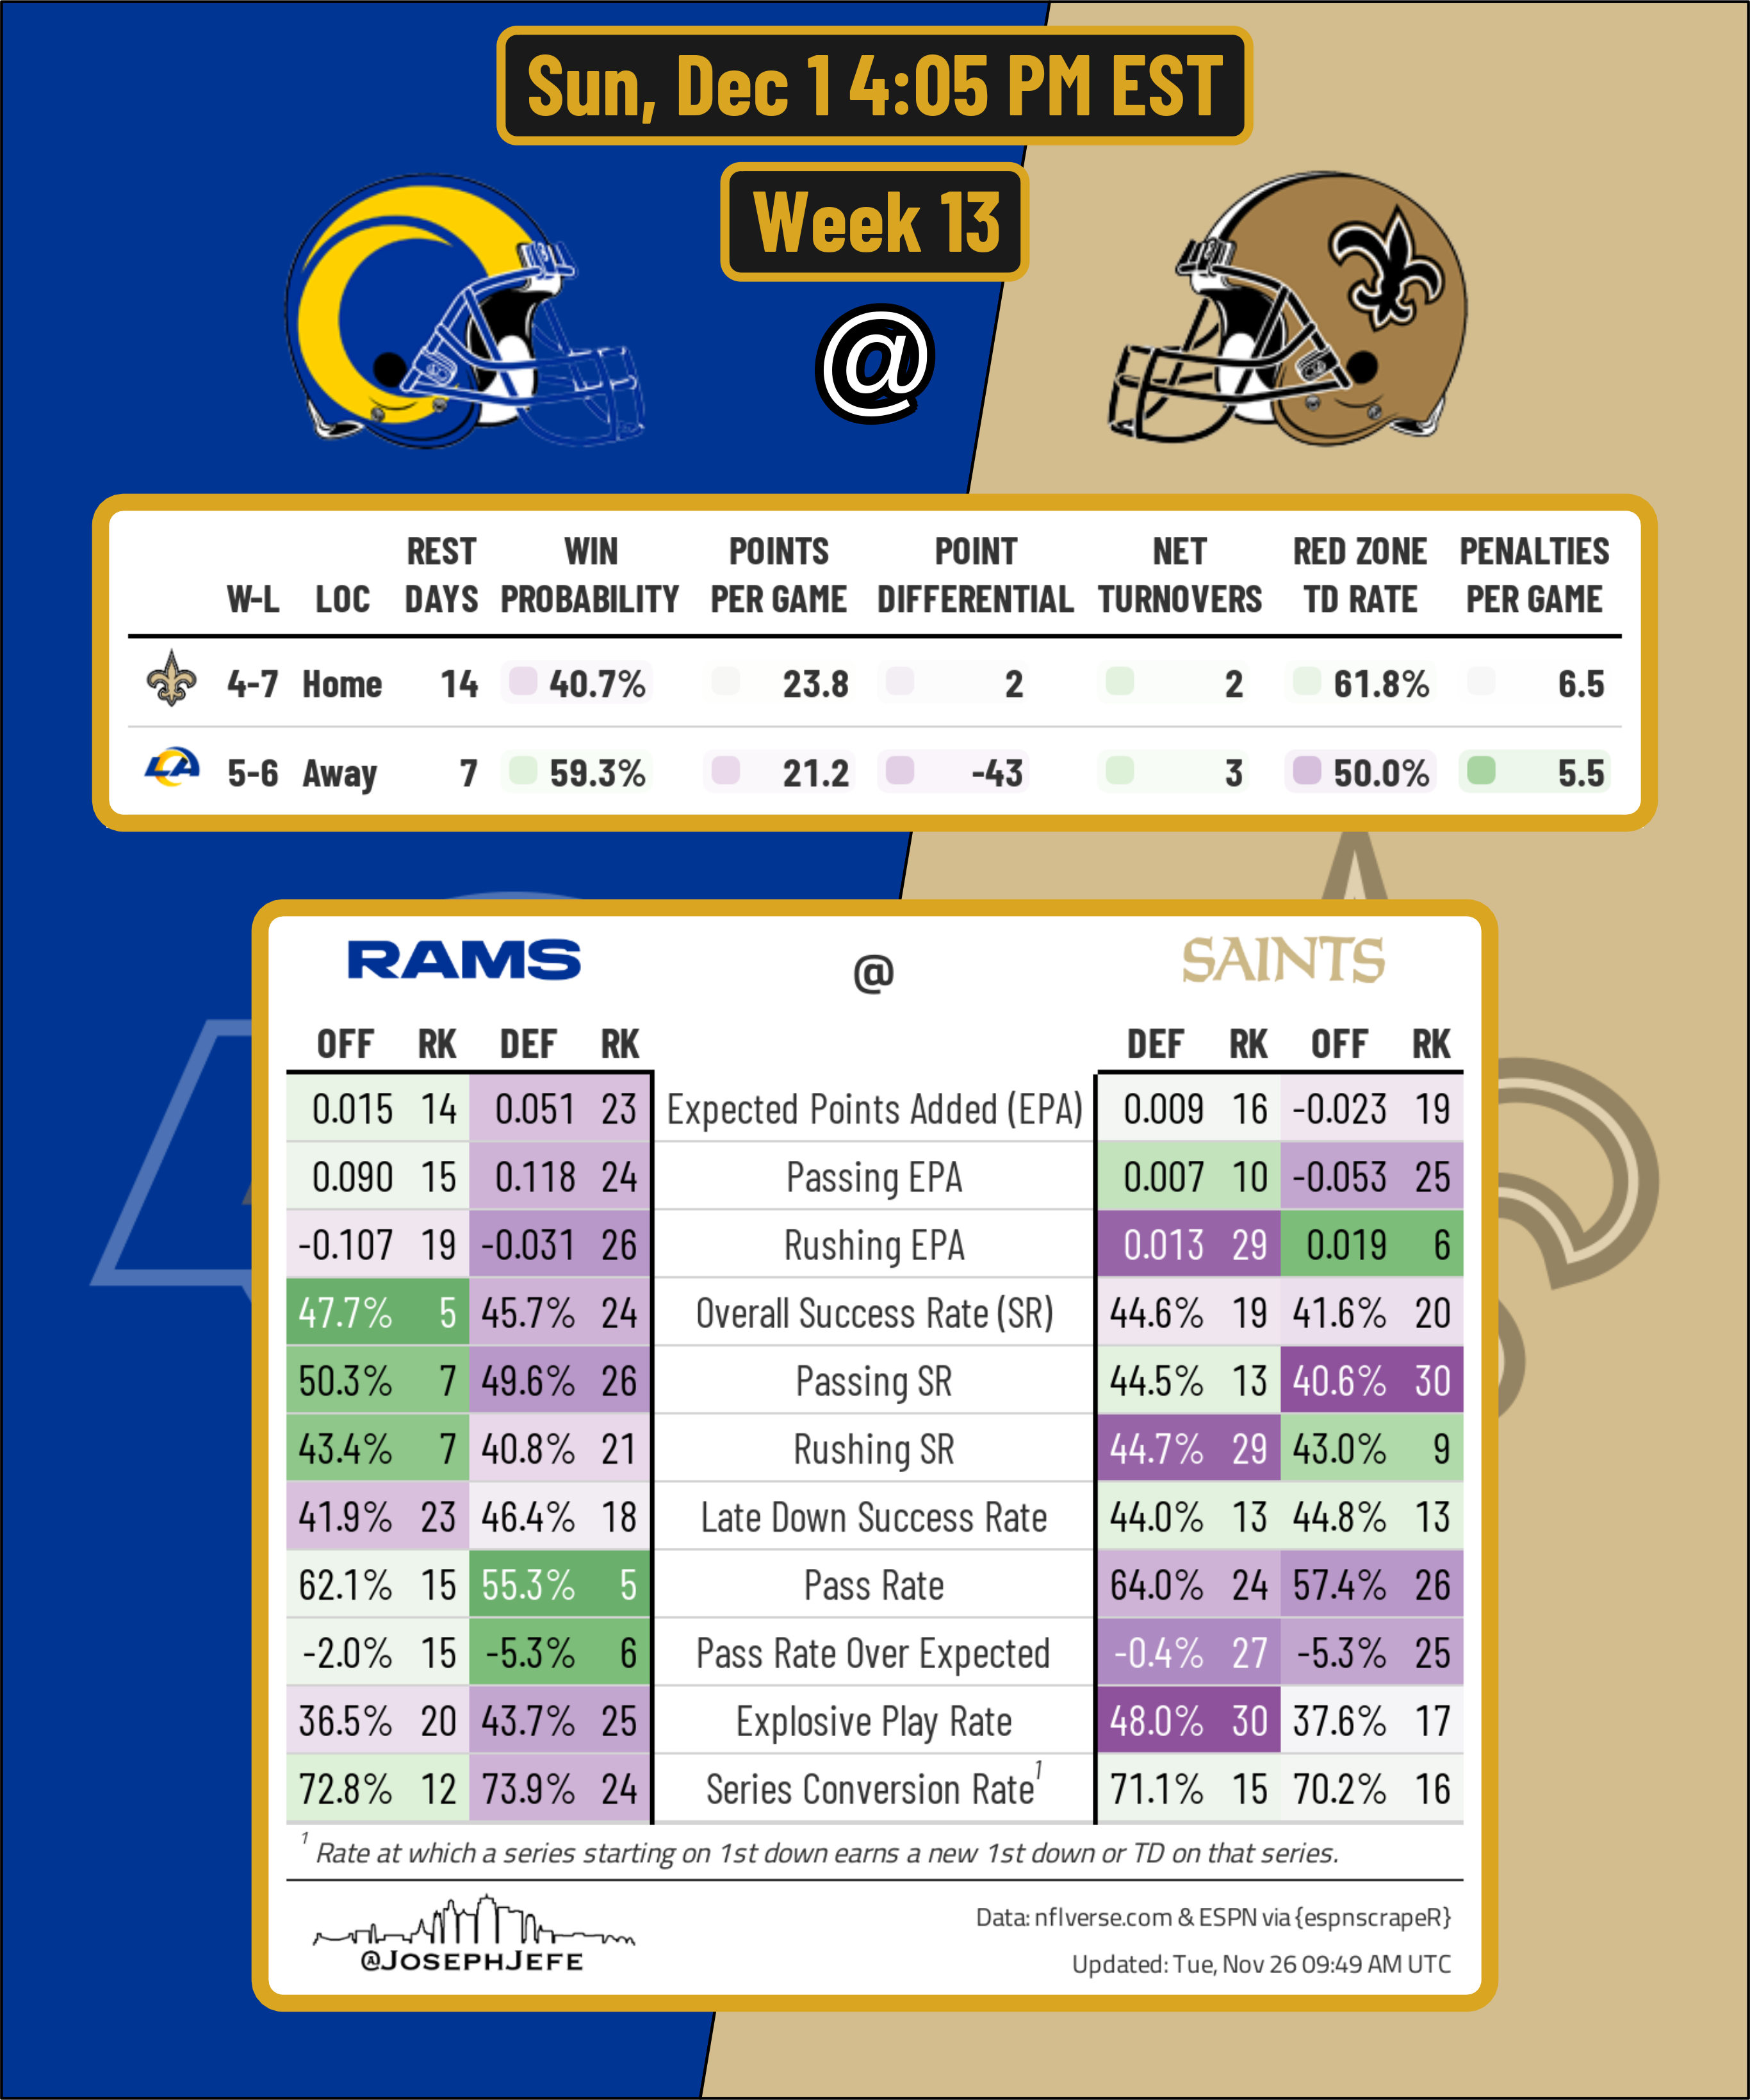 Sun, Dec 1 4:05 PM EST
Week 13
@
W-L LOC REST DAYS WIN PROBABILITY POINTS PER GAME POINT DIFFERENTIAL NET TURNOVERS RED ZONE TD RATE PENALTIES PER GAME
4-7 Home 14 40.7% 23.8 2 2 61.8% 6.5
LA 5-6 Away 7 59.3% 21.2 -43 3 50.0% 5.5
RAMS @ SAINTS
OFF RK DEF RK DEF RK OFF RK
0.015 14 0.051 23 Expected Points Added (EPA) 0.009 16 -0.023 19
0.090 15 0.118 24 Passing EPA 0.007 10 -0.053 25
-0.107 19 -0.031 26 Rushing EPA 0.013 29 0.019 6
47.7% 5 45.7% 24 Overall Success Rate (SR) 44.6% 19 41.6% 20
50.3% 7 49.6% 26 Passing SR 44.5% 13 40.6% 30
43.4% 7 40.8% 21 Rushing SR 44.7% 29 43.0% 9
41.9% 23 46.4% 18 Late Down Success Rate 44.0% 13 44.8% 13
62.1% 15 55.3% 5 Pass Rate 64.0% 24 57.4% 26
-2.0% 15 -5.3% 6 Pass Rate Over Expected -0.4% 27 -5.3% 25
36.5% 20 43.7% 25 Explosive Play Rate 48.0% 30 37.6% 17
72.8% 12 73.9% 24 Series Conversion Rate1 71.1% 15 70.2% 16
1 Rate at which a series starting on 1st down earns a new 1st down or TD on that series.
@JOSEPHJEFE
Data: nflverse.com & ESPN via {espnscrapeR}
Updated: Tue, Nov 26 09:49 AM UTC